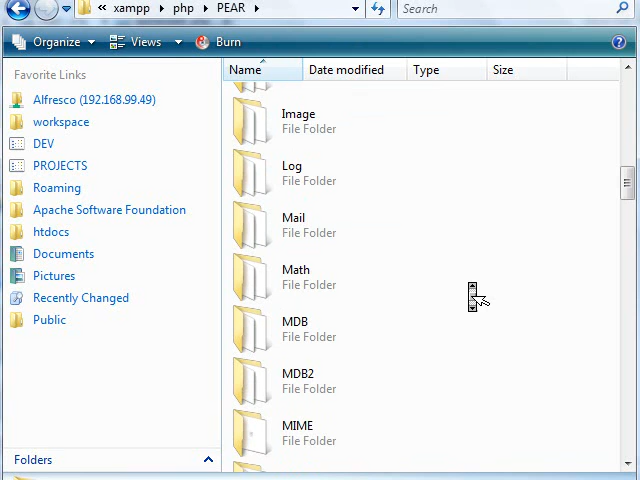 « xampp php PEAR Search
Organize Views Burn
Favorite Links
Name Date modified Type Size
Alfresco (192.168.99.49)
workspace
DEV
PROJECTS
Roaming
Apache Software Foundation
htdocs
Documents
Pictures
Recently Changed
Public
Image
File Folder
Log
File Folder
Mail
File Folder
Math
File Folder
MDB
File Folder
MDB2
File Folder
MIME
File Folder
Folders